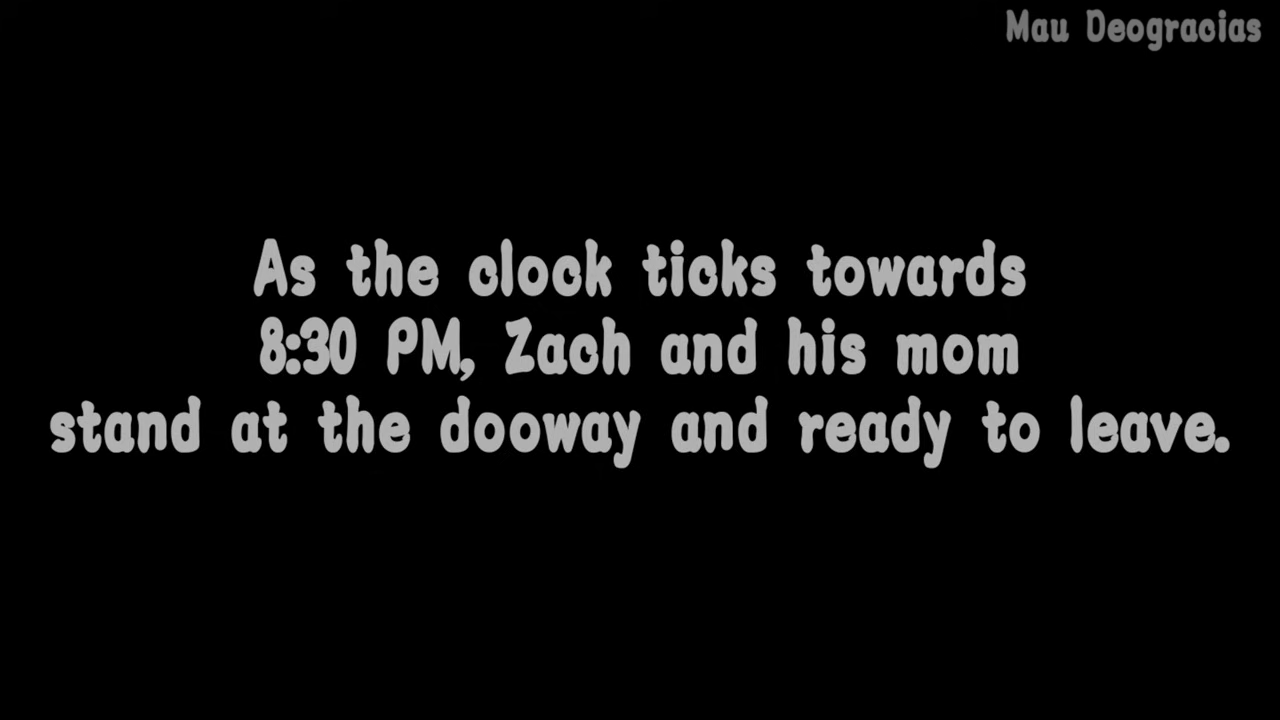 Mau Deogracias
As the clock ticks towards
8:30 PM, Zach and his mom
stand at the dooway and ready to leave.